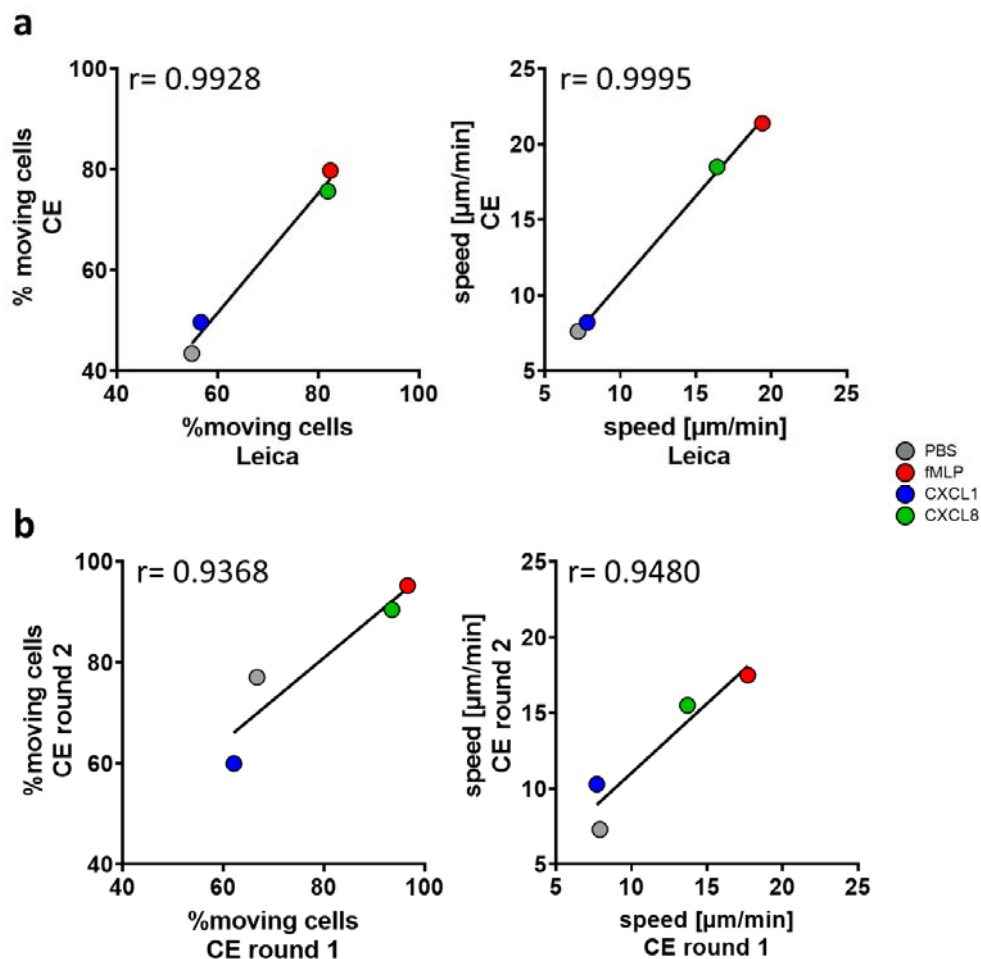 a
r= 0.9928
100
80
60
40
% moving cells
CE
40
60
80
100
%moving cells
Leica
r= 0.9995
25
20
15
10
5
speed [µm/min]
CE
5
10
15
20
25
speed [µm/min]
Leica
PBS
fMLP
CXCL1
CXCL8
b
r= 0.9368
100
80
60
40
%moving cells
CE round 2
40
60
80
100
%moving cells
CE round 1
r= 0.9480
25
20
15
10
5
speed [µm/min]
CE round 2
5
10
15
20
25
speed [µm/min]
CE round 1